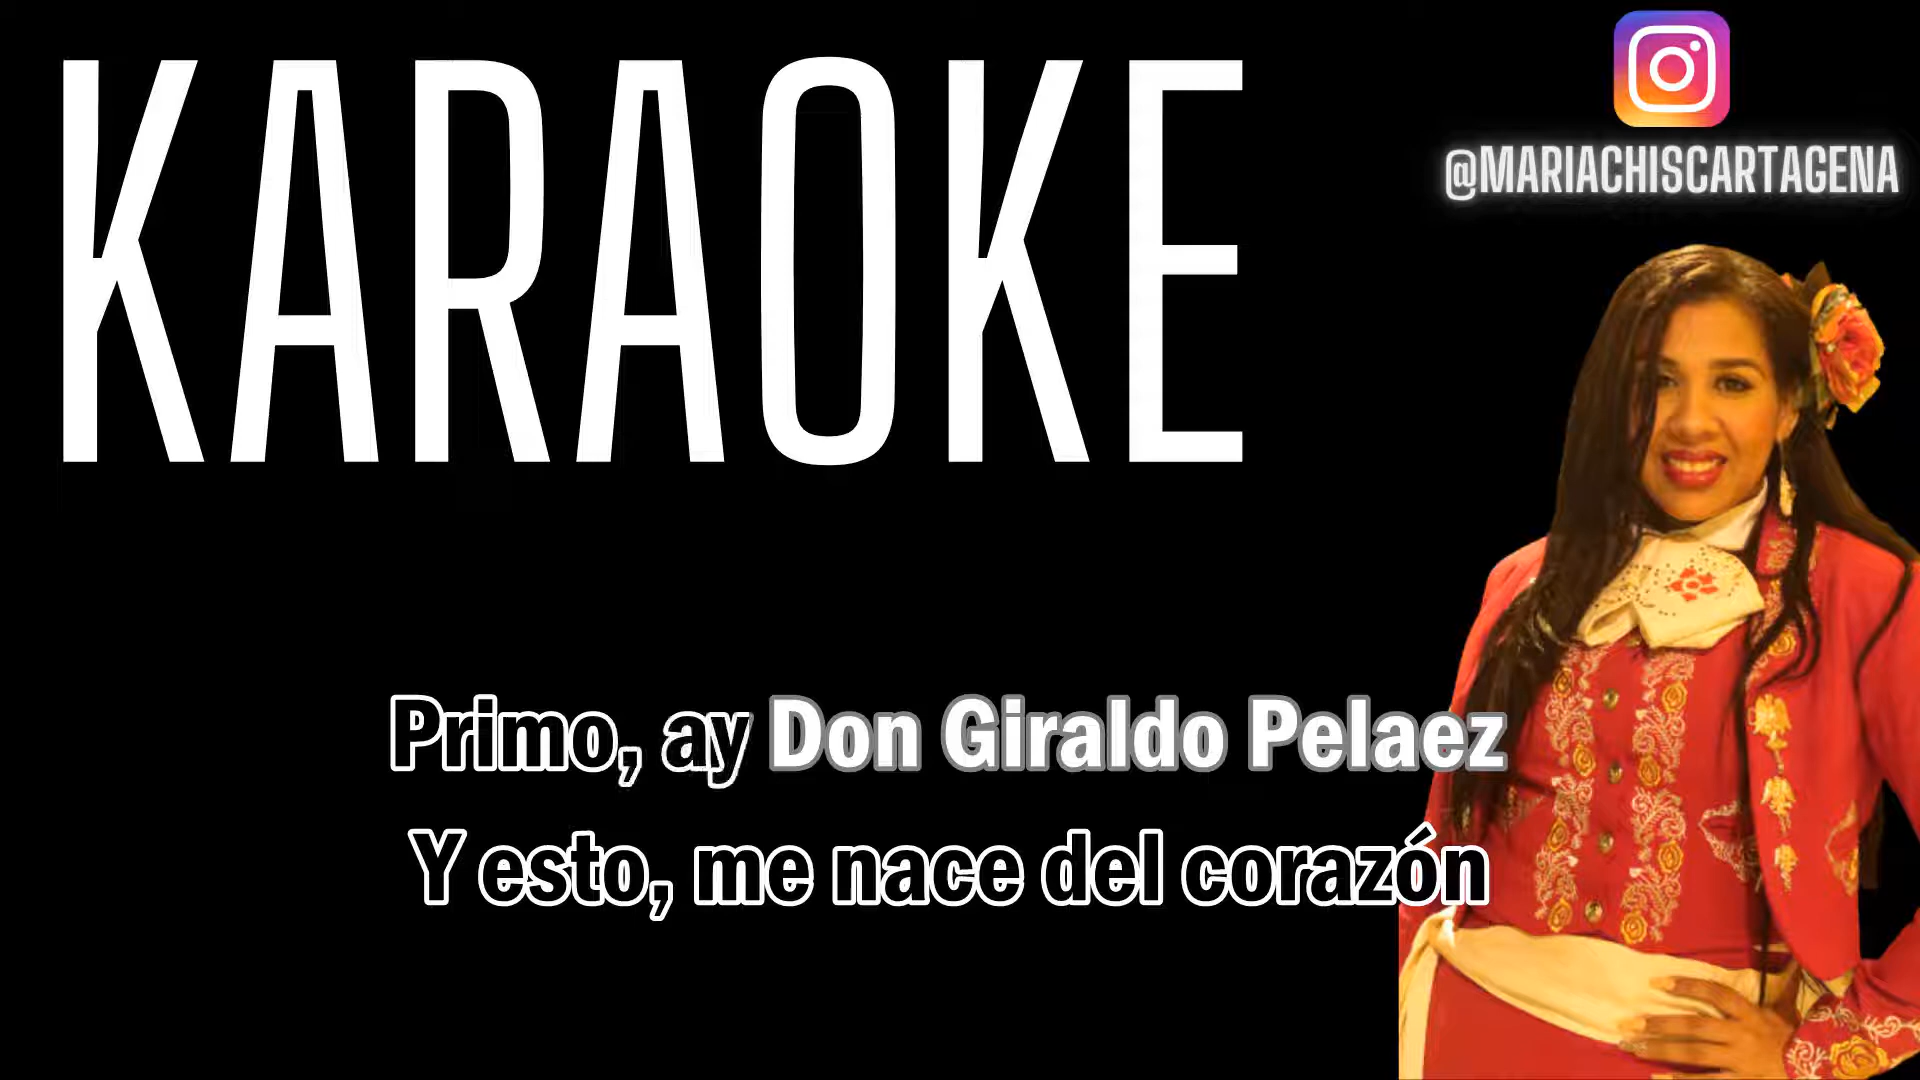 KARAOKE
@MARIACHISCARTAGENA
Primo, ay Don Giraldo Pelaez
Y esto, me nace del corazón